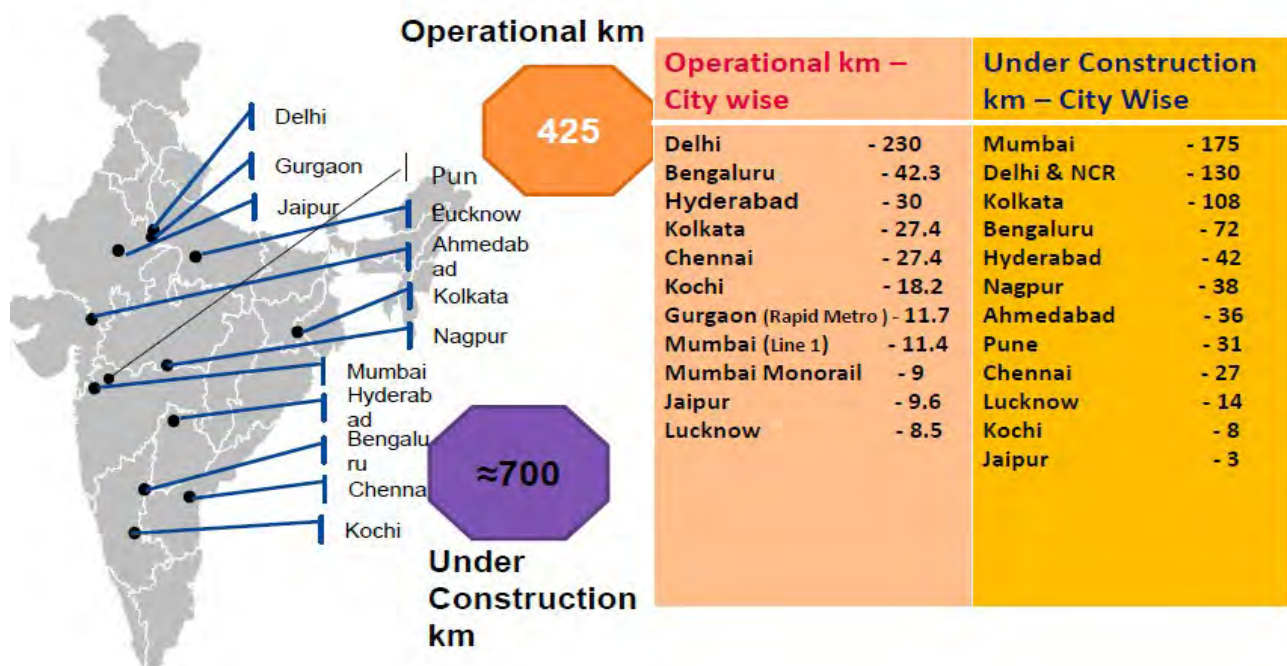 Operational km
425
Delhi
Gurgaon
Jaipur
Pun
Lucknow
Ahmedab
ad
Kolkata
Nagpur
Mumbai
Hyderab
ad
Bengalu
ru
Chenna
Kochi
≈700
Under
Construction
km
Operational km –
City wise
Delhi - 230
Bengaluru - 42.3
Hyderabad - 30
Kolkata - 27.4
Chennai - 27.4
Kochi - 18.2
Gurgaon (Rapid Metro ) - 11.7
Mumbai (Line 1) - 11.4
Mumbai Monorail - 9
Jaipur - 9.6
Lucknow - 8.5
Under Construction
km – City Wise
Mumbai - 175
Delhi & NCR - 130
Kolkata - 108
Bengaluru - 72
Hyderabad - 42
Nagpur - 38
Ahmedabad - 36
Pune - 31
Chennai - 27
Lucknow - 14
Kochi - 8
Jaipur - 3